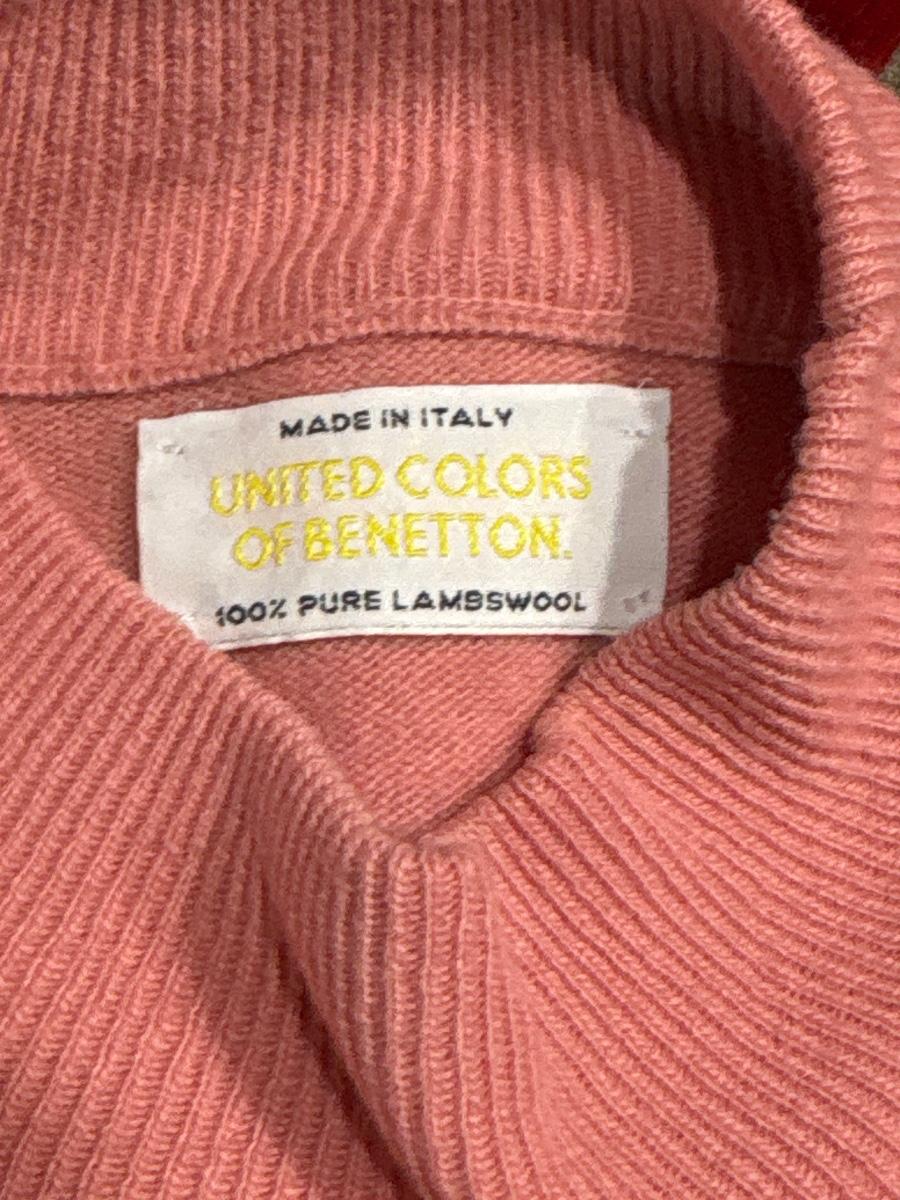 MADE IN ITALY
UNITED COLORS
OF BENETTON.
100% PURE LAMBSWOOL